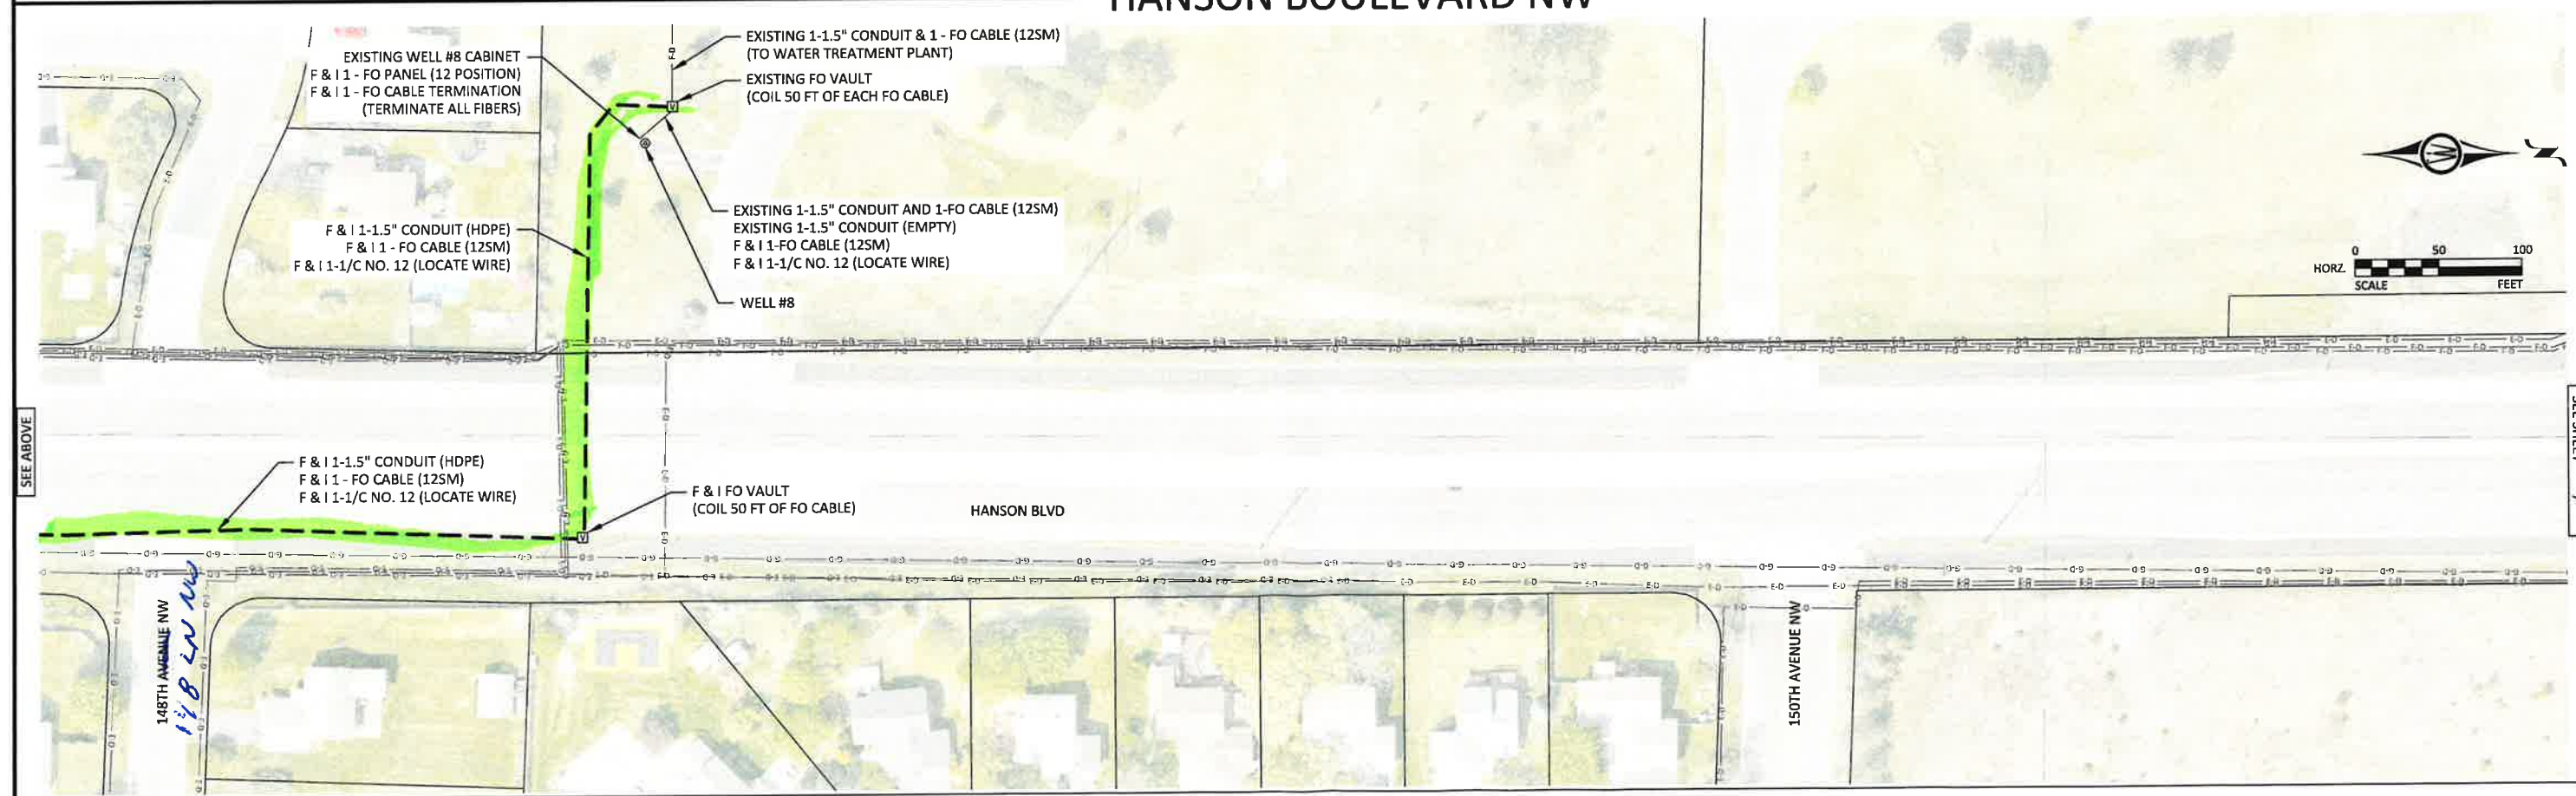 HANSON BOULEVARD NW
EXISTING WELL #8 CABINET
F & I 1 - FO PANEL (12 POSITION)
F & I 1 - FO CABLE TERMINATION
(TERMINATE ALL FIBERS)
EXISTING 1-1.5" CONDUIT & 1 - FO CABLE (12SM)
(TO WATER TREATMENT PLANT)
EXISTING FO VAULT
(COIL 50 FT OF EACH FO CABLE)
F & I 1-1.5" CONDUIT (HDPE)
F & I 1 - FO CABLE (12SM)
F & I 1-1/C NO. 12 (LOCATE WIRE)
EXISTING 1-1.5" CONDUIT AND 1-FO CABLE (12SM)
EXISTING 1-1.5" CONDUIT (EMPTY)
F & I 1-FO CABLE (12SM)
F & I 1-1/C NO. 12 (LOCATE WIRE)
WELL #8
0 50 100
HORZ.
SCALE FEET
SEE ABOVE
F & I 1-1.5" CONDUIT (HDPE)
F & I 1 - FO CABLE (12SM)
F & I 1-1/C NO. 12 (LOCATE WIRE)
F & I FO VAULT
(COIL 50 FT OF FO CABLE)
HANSON BLVD
148TH AVENUE NW
148 LN NW
150TH AVENUE NW